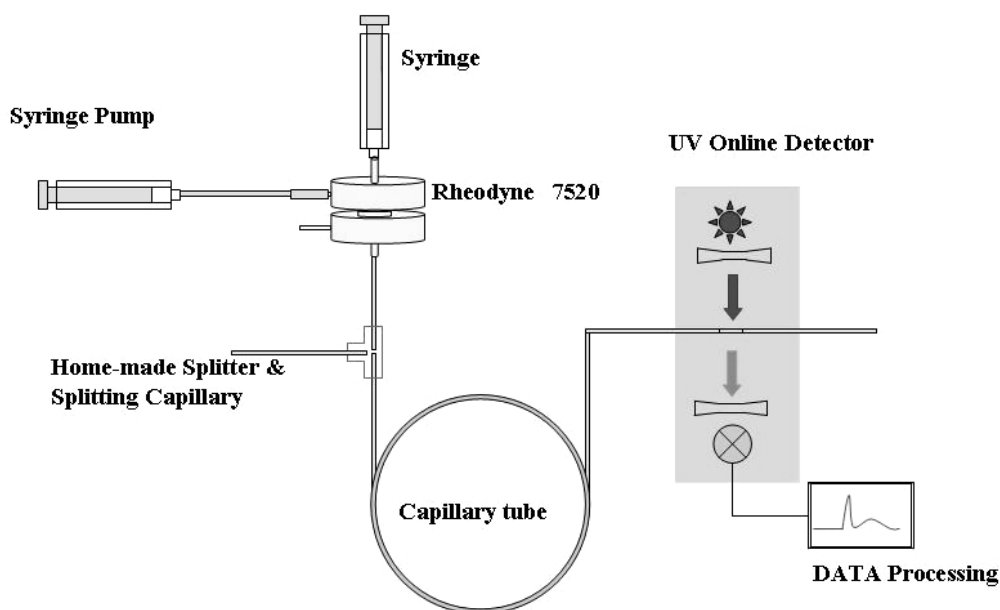 Syringe
Syringe Pump
UV Online Detector
Rheodyne 7520
Home-made Splitter &
Splitting Capillary
Capillary tube
DATA Processing